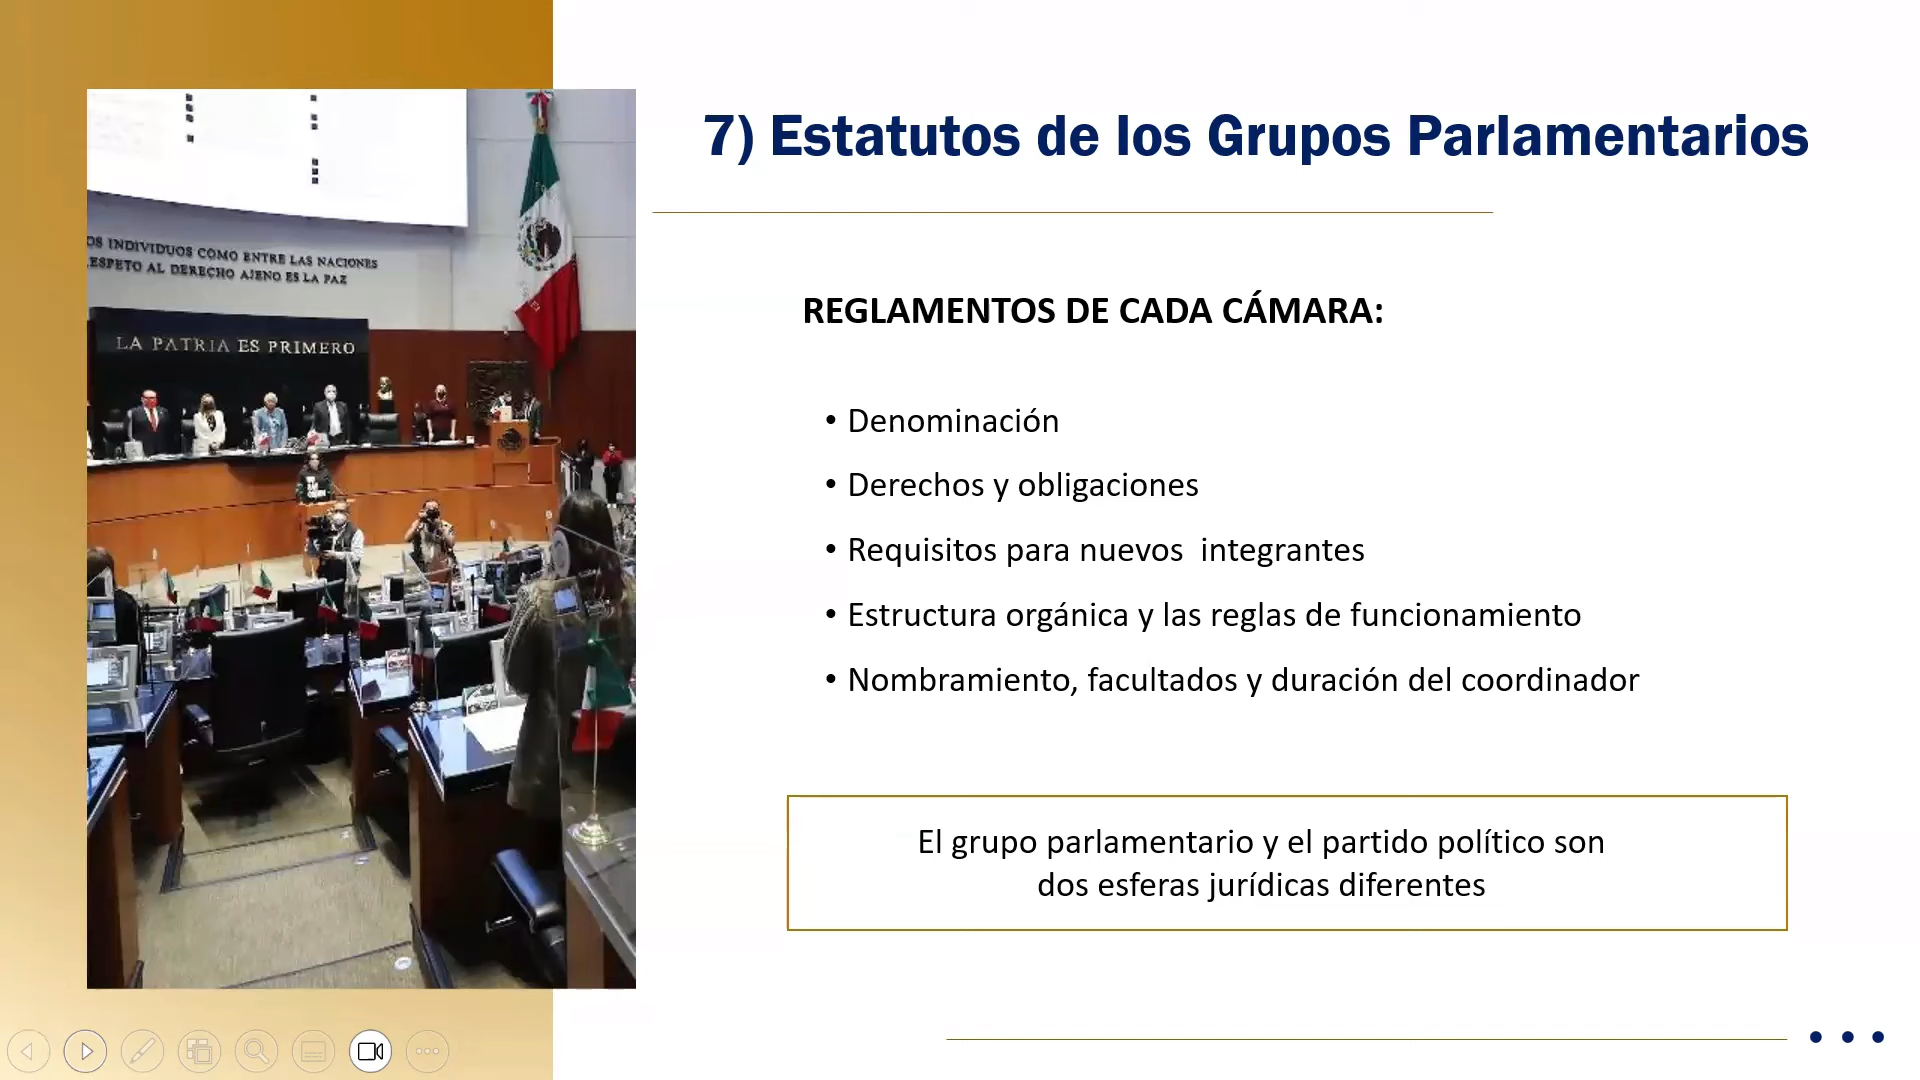 7) Estatutos de los Grupos Parlamentarios
OS INDIVIDUOS COMO ENTRE LAS NACIONES
ESPETO AL DERECHO AJENO ES LA PAZ
LA PATRIA ES PRIMERO
REGLAMENTOS DE CADA CÁMARA:
• Denominación
• Derechos y obligaciones
• Requisitos para nuevos  integrantes
• Estructura orgánica y las reglas de funcionamiento
• Nombramiento, facultados y duración del coordinador
El grupo parlamentario y el partido político son
dos esferas jurídicas diferentes